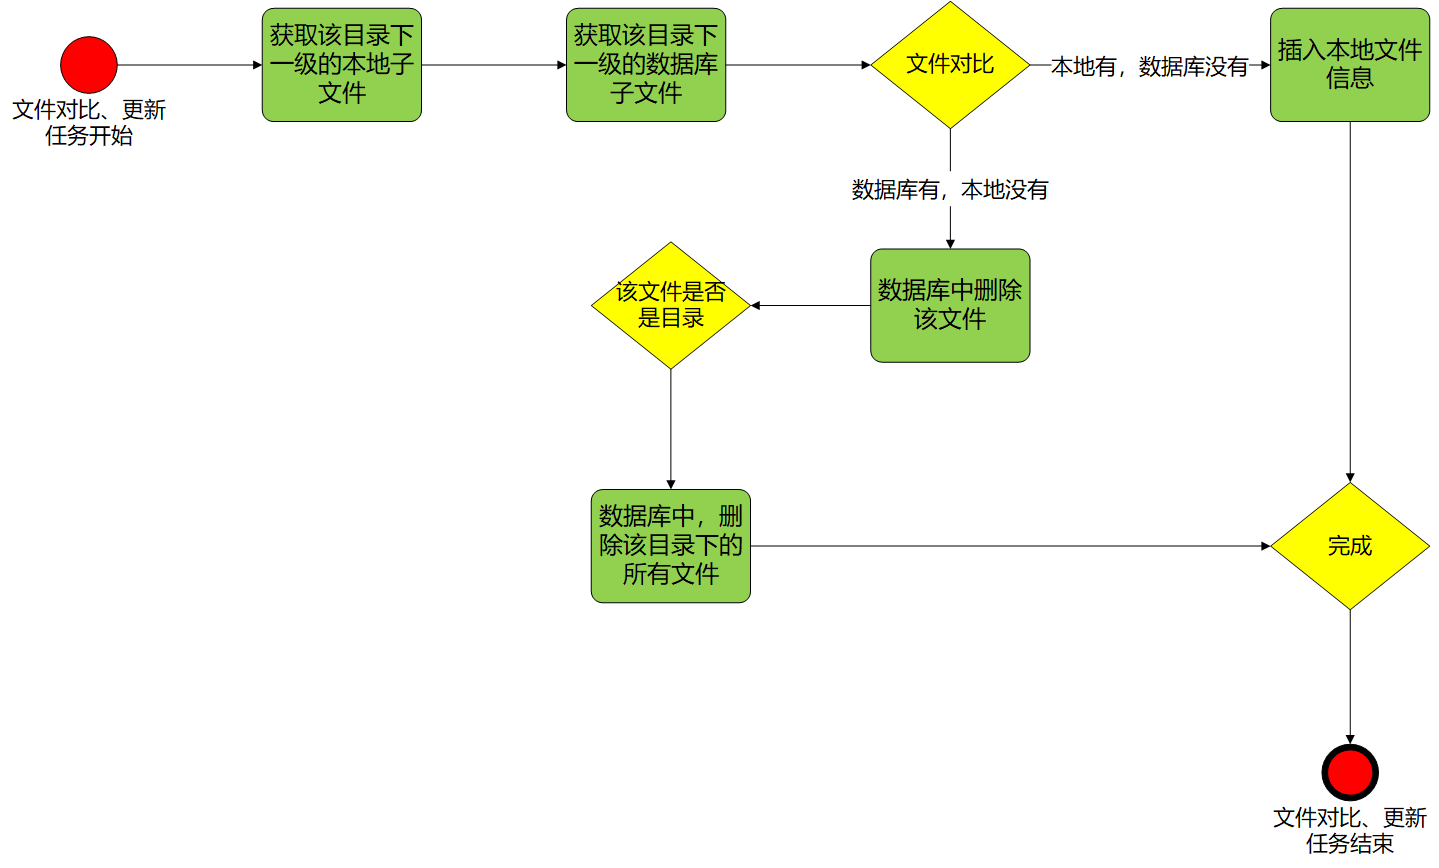 文件对比、更新
任务开始
获取该目录下
一级的本地子
文件
获取该目录下
一级的数据库
子文件
文件对比
本地有，数据库没有
插入本地文件
信息
数据库有，本地没有
数据库中删除
该文件
该文件是否
是目录
数据库中，删
除该目录下的
所有文件
完成
文件对比、更新
任务结束